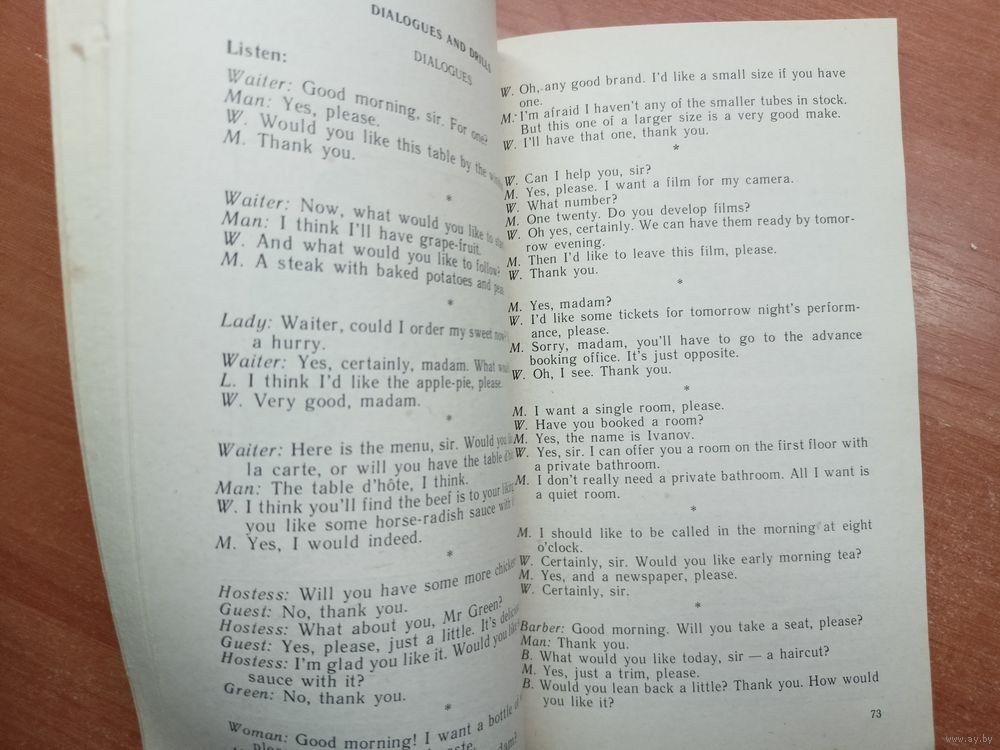 DIALOGUES AND DRILLS
DIALOGUES
Listen:
Waiter: Good morning, sir. For one?
Man: Yes, please.
W. Would you like this table by the window
M. Thank you.
*
Waiter: Now, what would you like to
Man: I think I'll have grape-fruit.
W. And what would you like to follow?
M. A steak with baked potatoes and
*
Lady: Waiter, could I order my sweet now
a hurry.
Waiter: Yes, certainly, madam. What
L. I think I'd like the apple-pie, please.
W. Very good, madam.
*
Waiter: Here is the menu, sir. Would you
la carte, or will you have the table
Man: The table d'hôte, I think.
W. I think you'll find the beef is to your liking
you like some horse-radish sauce with
M. Yes, I would indeed.
*
Hostess: Will you have some more chicken
Guest: No, thank you.
Hostess: What about you, Mr Green?
Guest: Yes, please, just a little. It's
Hostess: I'm glad you like it. Would you
sauce with it?
Green: No, thank you.
*
Woman: Good morning! I want a bottle of
W. Oh, any good brand. I'd like a small size if you have
one.
M. I'm afraid I haven't any of the smaller tubes in stock.
But this one of a larger size is a very good make.
W. I'll have that one, thank you.
*
W. Can I help you, sir?
M. Yes, please. I want a film for my camera.
W. What number?
M. One twenty. Do you develop films?
W. Oh yes, certainly. We can have them ready by tomor-
row evening.
M. Then I'd like to leave this film, please.
W. Thank you.
*
M. Yes, madam?
W. I'd like some tickets for tomorrow night's perform-
ance, please.
M. Sorry, madam, you'll have to go to the advance
booking office. It's just opposite.
W. Oh, I see. Thank you.
*
M. I want a single room, please.
W. Have you booked a room?
M. Yes, the name is Ivanov.
W. Yes, sir. I can offer you a room on the first floor with
a private bathroom.
M. I don't really need a private bathroom. All I want is
a quiet room.
*
M. I should like to be called in the morning at eight
o'clock.
W. Certainly, sir. Would you like early morning tea?
M. Yes, and a newspaper, please.
W. Certainly, sir.
*
Barber: Good morning. Will you take a seat, please?
Man: Thank you.
B. What would you like today, sir — a haircut?
M. Yes, just a trim, please.
B. Would you lean back a little? Thank you. How would
you like it?
73
www.ay.by